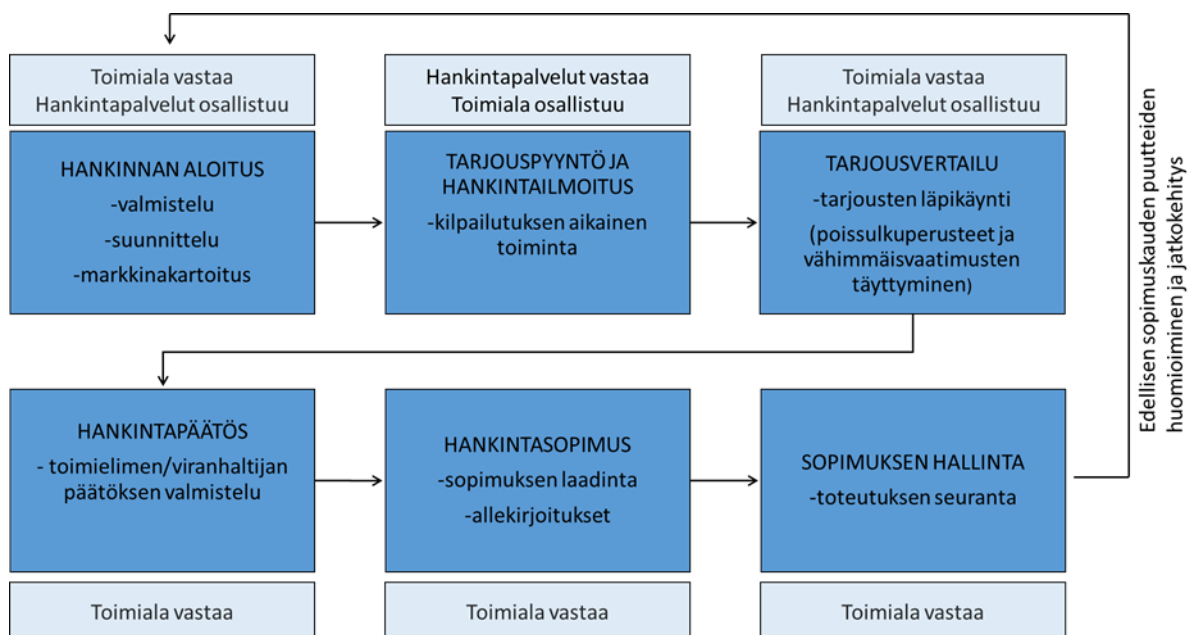 Toimiala vastaa
Hankintapalvelut osallistuu
HANKINNAN ALOITUS
-valmistelu
-suunnittelu
-markkinakartoitus
Hankintapalvelut vastaa
Toimiala osallistuu
TARJOUSPYYNTÖ JA
HANKINTAILMOITUS
-kilpailutuksen aikainen
toiminta
Toimiala vastaa
Hankintapalvelut osallistuu
TARJOUSVERTAILU
-tarjousten läpikäynti
(poissulkuperusteet ja
vähimmäisvaatimusten
täyttyminen)
HANKINTAPÄÄTÖS
- toimielimen/viranhaltijan
päätöksen valmistelu
Toimiala vastaa
HANKINTASOPIMUS
-sopimuksen laadinta
-allekirjoitukset
Toimiala vastaa
SOPIMUKSEN HALLINTA
-toteutuksen seuranta
Toimiala vastaa
Edellisen sopimuskauden puutteiden
huomioiminen ja jatkokehitys